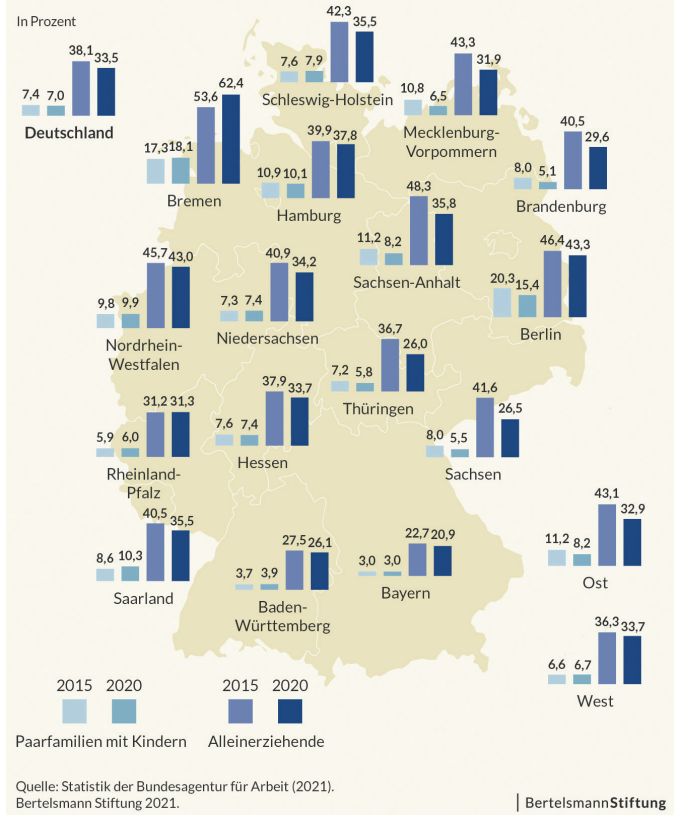 In Prozent
7,4 7,0 38,1 33,5
Deutschland
7,6 7,9 42,3 35,5
Schleswig-Holstein
10,8 6,5 43,3 31,9
Mecklenburg-
Vorpommern
17,3 18,1 53,6 62,4
Bremen
10,9 10,1 39,9 37,8
Hamburg
8,0 5,1 40,5 29,6
Brandenburg
11,2 8,2 48,3 35,8
Sachsen-Anhalt
20,3 15,4 46,4 43,3
Berlin
9,8 9,9 45,7 43,0
Nordrhein-
Westfalen
7,3 7,4 40,9 34,2
Niedersachsen
7,2 5,8 36,7 26,0
Thüringen
5,9 6,0 31,2 31,3
Rheinland-
Pfalz
7,6 7,4 37,9 33,7
Hessen
8,0 5,5 41,6 26,5
Sachsen
8,6 10,3 40,5 35,5
Saarland
3,7 3,9 27,5 26,1
Baden-
Württemberg
3,0 3,0 22,7 20,9
Bayern
11,2 8,2 43,1 32,9
Ost
6,6 6,7 36,3 33,7
West
2015 2020 2015 2020
Paarfamilien mit Kindern Alleinerziehende
Quelle: Statistik der Bundesagentur für Arbeit (2021).
Bertelsmann Stiftung 2021.
BertelsmannStiftung